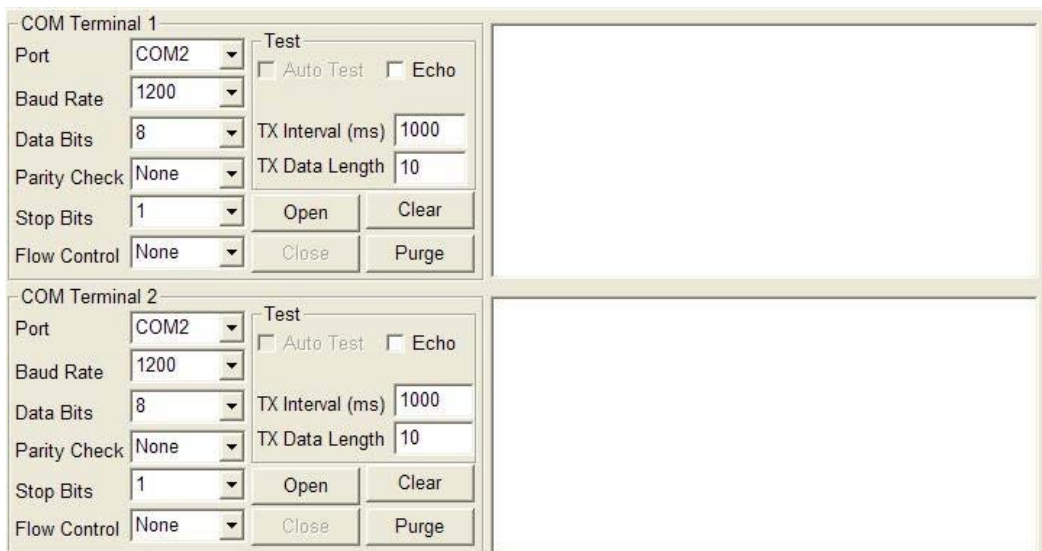 COM Terminal 1
Port COM2
Baud Rate 1200
Data Bits 8
Parity Check None
Stop Bits 1
Flow Control None
Test
Auto Test Echo
TX Interval (ms) 1000
TX Data Length 10
Open Clear
Close Purge
COM Terminal 2
Port COM2
Baud Rate 1200
Data Bits 8
Parity Check None
Stop Bits 1
Flow Control None
Test
Auto Test Echo
TX Interval (ms) 1000
TX Data Length 10
Open Clear
Close Purge